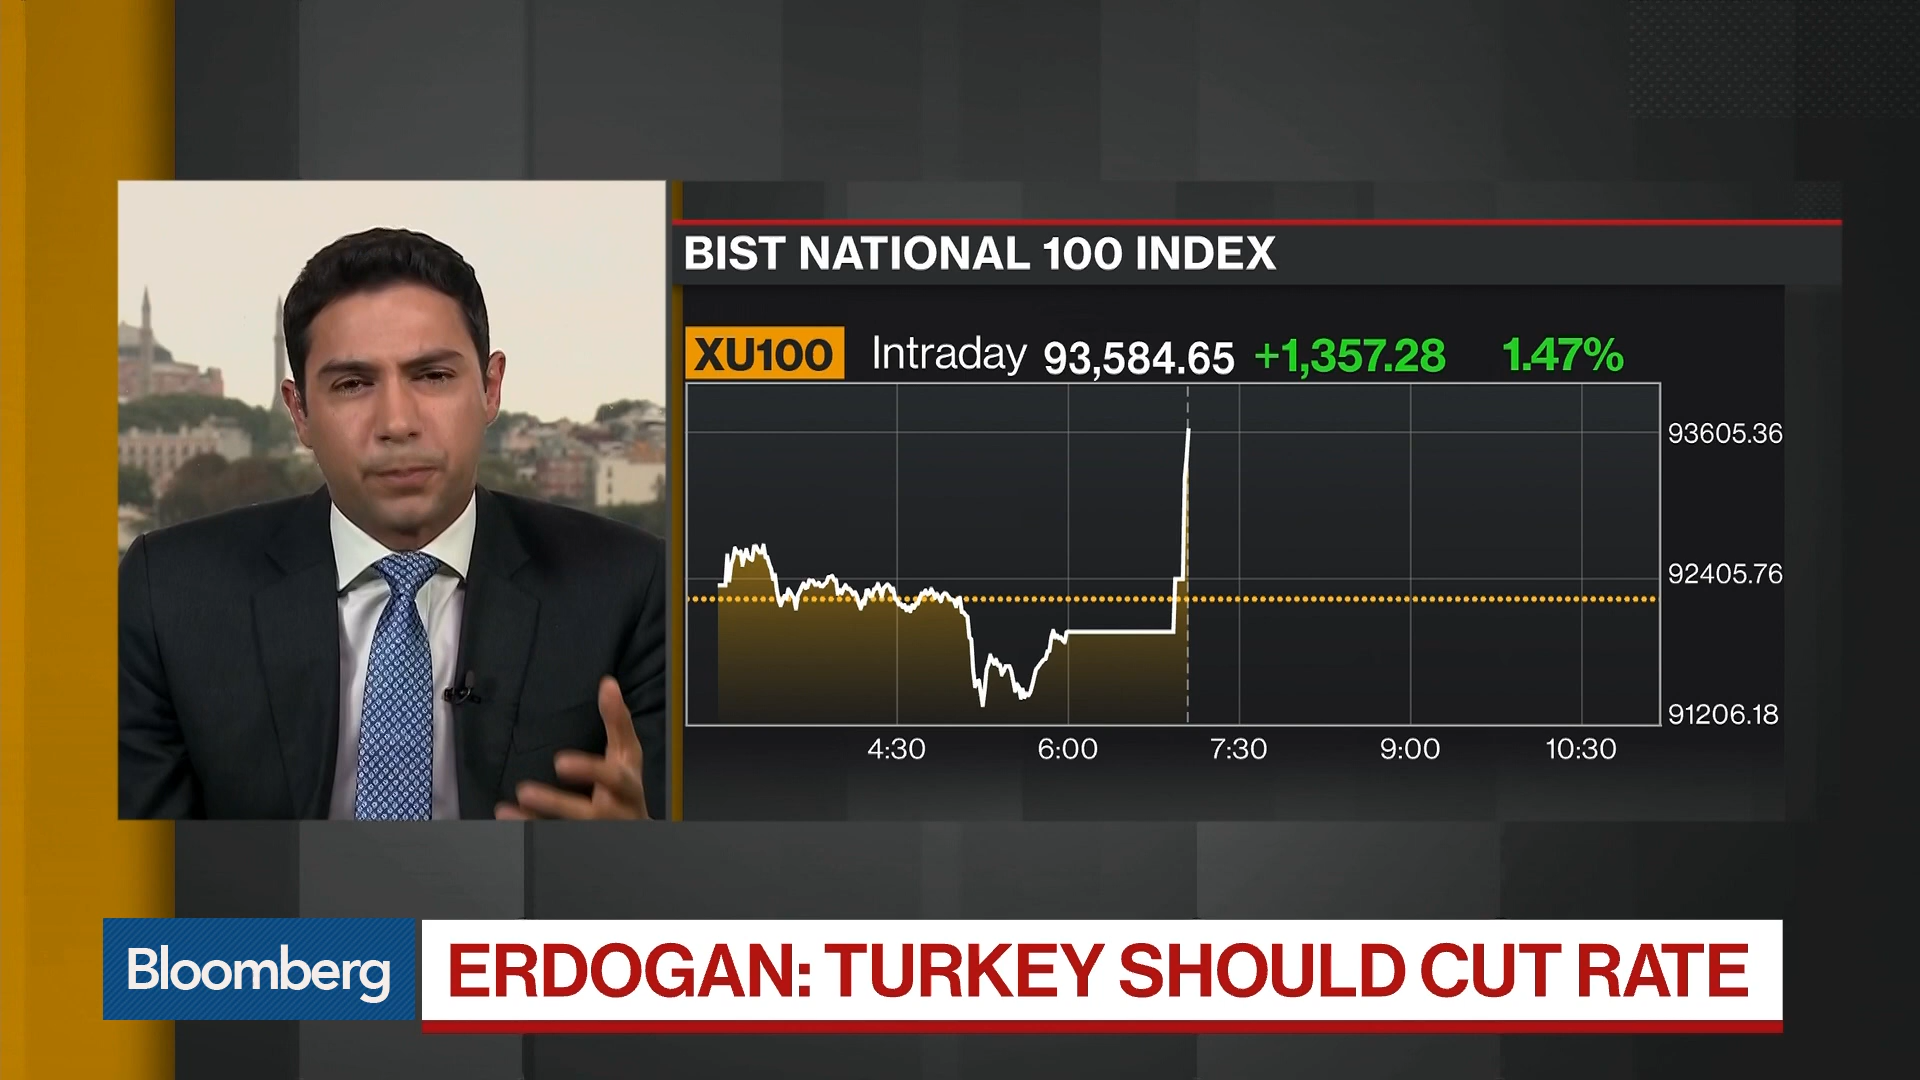 BIST NATIONAL 100 INDEX
XU100 Intraday 93,584.65 +1,357.28 1.47%
93605.36
92405.76
91206.18
4:30 6:00 7:30 9:00 10:30
Bloomberg
ERDOGAN: TURKEY SHOULD CUT RATE